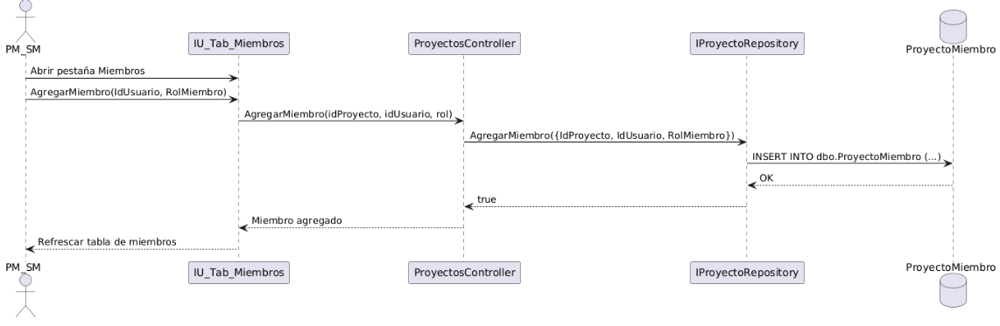 PM_SM
IU_Tab_Miembros
ProyectosController
IProyectoRepository
ProyectoMiembro
Abrir pestaña Miembros
AgregarMiembro(IdUsuario, RolMiembro)
AgregarMiembro(idProyecto, idUsuario, rol)
AgregarMiembro({IdProyecto, IdUsuario, RolMiembro})
INSERT INTO dbo.ProyectoMiembro (...)
OK
true
Miembro agregado
Refrescar tabla de miembros
PM_SM
IU_Tab_Miembros
ProyectosController
IProyectoRepository
ProyectoMiembro